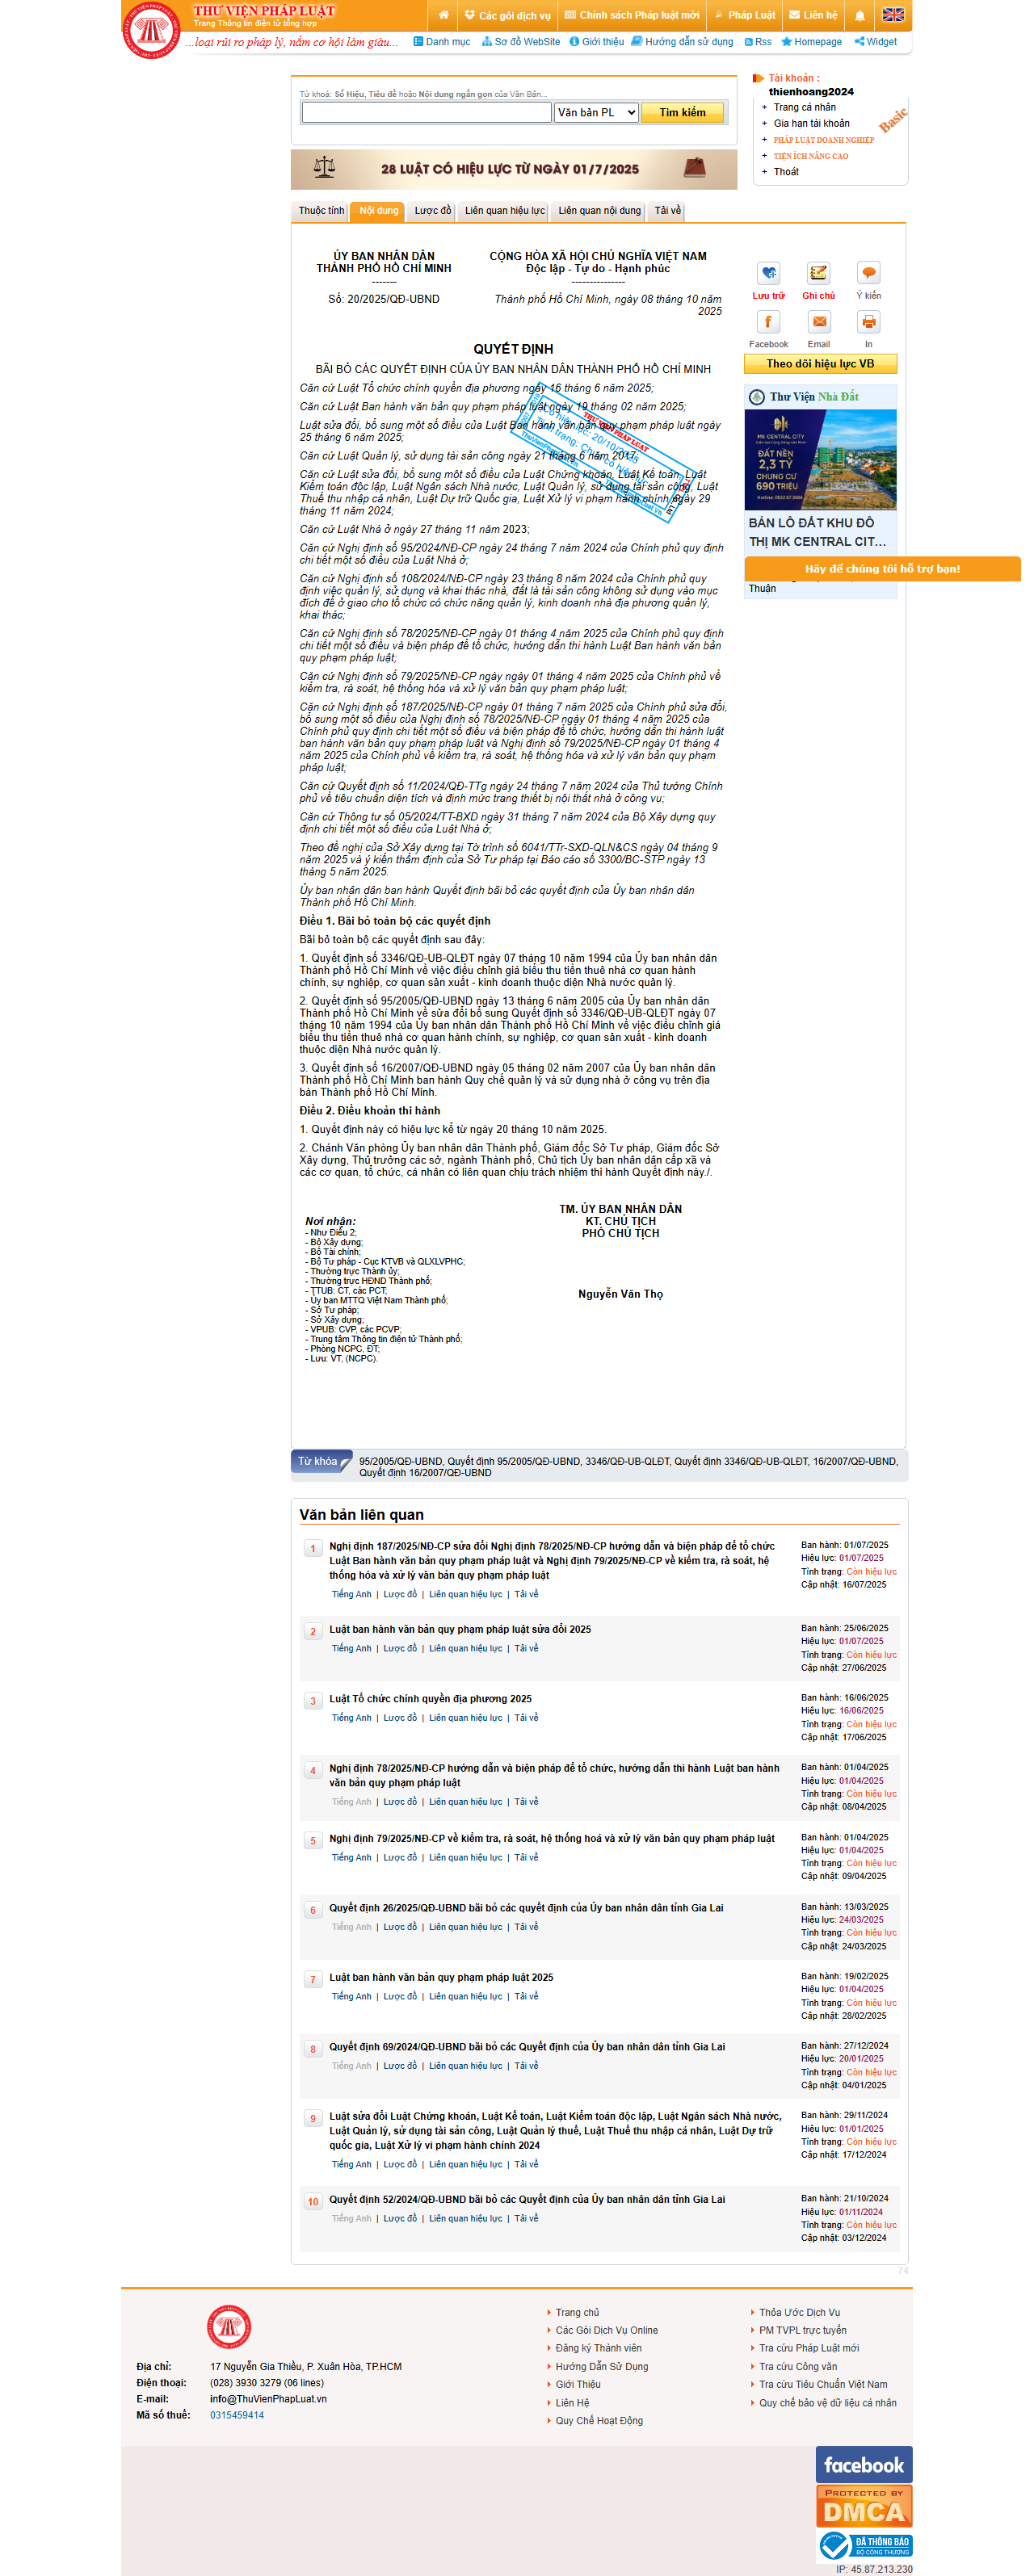 THƯ VIỆN PHÁP LUẬT
Trang Thông tin điện tử tổng hợp
...loại rủi ro pháp lý, nắm cơ hội làm giàu...
Các gói dịch vụ
Chính sách Pháp luật mới
Pháp Luật
Liên hệ
Danh mục
Sơ đồ WebSite
Giới thiệu
Hướng dẫn sử dụng
Rss
Homepage
Widget
Từ khoá: Số Hiệu, Tiêu đề hoặc Nội dung ngắn gọn của Văn Bản...
Văn bản PL
Tìm kiếm
28 LUẬT CÓ HIỆU LỰC TỪ NGÀY 01/7/2025
Tài khoản :
thienhoang2024
+ Trang cá nhân
+ Gia hạn tài khoản
+ PHÁP LUẬT DOANH NGHIỆP
+ TIỆN ÍCH NÂNG CAO
+ Thoát
Basic
Thuộc tính
Nội dung
Lược đồ
Liên quan hiệu lực
Liên quan nội dung
Tải về
ỦY BAN NHÂN DÂN
THÀNH PHỐ HỒ CHÍ MINH
-------
CỘNG HÒA XÃ HỘI CHỦ NGHĨA VIỆT NAM
Độc lập - Tự do - Hạnh phúc
---------------
Số: 20/2025/QĐ-UBND
Thành phố Hồ Chí Minh, ngày 08 tháng 10 năm
2025
QUYẾT ĐỊNH
BÃI BỎ CÁC QUYẾT ĐỊNH CỦA ỦY BAN NHÂN DÂN THÀNH PHỐ HỒ CHÍ MINH
Căn cứ Luật Tổ chức chính quyền địa phương ngày 16 tháng 6 năm 2025;
Căn cứ Luật Ban hành văn bản quy phạm pháp luật ngày 19 tháng 02 năm 2025;
Luật sửa đổi, bổ sung một số điều của Luật Ban hành văn bản quy phạm pháp luật ngày
25 tháng 6 năm 2025;
Căn cứ Luật Quản lý, sử dụng tài sản công ngày 21 tháng 6 năm 2017;
Căn cứ Luật sửa đổi, bổ sung một số điều của Luật Chứng khoán, Luật Kế toán, Luật
Kiểm toán độc lập, Luật Ngân sách Nhà nước, Luật Quản lý, sử dụng tài sản công, Luật
Thuế thu nhập cá nhân, Luật Dự trữ Quốc gia, Luật Xử lý vi phạm hành chính ngày 29
tháng 11 năm 2024;
Căn cứ Luật Nhà ở ngày 27 tháng 11 năm 2023;
Căn cứ Nghị định số 95/2024/NĐ-CP ngày 24 tháng 7 năm 2024 của Chính phủ quy định
chi tiết một số điều của Luật Nhà ở;
Căn cứ Nghị định số 108/2024/NĐ-CP ngày 23 tháng 8 năm 2024 của Chính phủ quy
định việc quản lý, sử dụng và khai thác nhà, đất là tài sản công không sử dụng vào mục
đích để ở giao cho tổ chức có chức năng quản lý, kinh doanh nhà địa phương quản lý,
khai thác;
Căn cứ Nghị định số 78/2025/NĐ-CP ngày 01 tháng 4 năm 2025 của Chính phủ quy định
chi tiết một số điều và biện pháp để tổ chức, hướng dẫn thi hành Luật Ban hành văn bản
quy phạm pháp luật;
Căn cứ Nghị định số 79/2025/NĐ-CP ngày ngày 01 tháng 4 năm 2025 của Chính phủ về
kiểm tra, rà soát, hệ thống hóa và xử lý văn bản quy phạm pháp luật;
Căn cứ Nghị định số 187/2025/NĐ-CP ngày 01 tháng 7 năm 2025 của Chính phủ sửa đổi,
bổ sung một số điều của Nghị định số 78/2025/NĐ-CP ngày 01 tháng 4 năm 2025 của
Chính phủ quy định chi tiết một số điều và biện pháp để tổ chức, hướng dẫn thi hành luật
ban hành văn bản quy phạm pháp luật và Nghị định số 79/2025/NĐ-CP ngày 01 tháng 4
năm 2025 của Chính phủ về kiểm tra, rà soát, hệ thống hóa và xử lý văn bản quy phạm
pháp luật;
Căn cứ Quyết định số 11/2024/QĐ-TTg ngày 24 tháng 7 năm 2024 của Thủ tướng Chính
phủ về tiêu chuẩn diện tích và định mức trang thiết bị nội thất nhà ở công vụ;
Căn cứ Thông tư số 05/2024/TT-BXD ngày 31 tháng 7 năm 2024 của Bộ Xây dựng quy
định chi tiết một số điều của Luật Nhà ở;
Theo đề nghị của Sở Xây dựng tại Tờ trình số 6041/TTr-SXD-QLN&CS ngày 04 tháng 9
năm 2025 và ý kiến thẩm định của Sở Tư pháp tại Báo cáo số 3300/BC-STP ngày 13
tháng 5 năm 2025.
Ủy ban nhân dân ban hành Quyết định bãi bỏ các quyết định của Ủy ban nhân dân
Thành phố Hồ Chí Minh.
Điều 1. Bãi bỏ toàn bộ các quyết định
Bãi bỏ toàn bộ các quyết định sau đây:
1. Quyết định số 3346/QĐ-UB-QLĐT ngày 07 tháng 10 năm 1994 của Ủy ban nhân dân
Thành phố Hồ Chí Minh về việc điều chỉnh giá biểu thu tiền thuê nhà cơ quan hành
chính, sự nghiệp, cơ quan sản xuất - kinh doanh thuộc diện Nhà nước quản lý.
2. Quyết định số 95/2005/QĐ-UBND ngày 13 tháng 6 năm 2005 của Ủy ban nhân dân
Thành phố Hồ Chí Minh về sửa đổi bổ sung Quyết định số 3346/QĐ-UB-QLĐT ngày 07
tháng 10 năm 1994 của Ủy ban nhân dân Thành phố Hồ Chí Minh về việc điều chỉnh giá
biểu thu tiền thuê nhà cơ quan hành chính, sự nghiệp, cơ quan sản xuất - kinh doanh
thuộc diện Nhà nước quản lý.
3. Quyết định số 16/2007/QĐ-UBND ngày 05 tháng 02 năm 2007 của Ủy ban nhân dân
Thành phố Hồ Chí Minh ban hành Quy chế quản lý và sử dụng nhà ở công vụ trên địa
bàn Thành phố Hồ Chí Minh.
Điều 2. Điều khoản thi hành
1. Quyết định này có hiệu lực kể từ ngày 20 tháng 10 năm 2025.
2. Chánh Văn phòng Ủy ban nhân dân Thành phố, Giám đốc Sở Tư pháp, Giám đốc Sở
Xây dựng, Thủ trưởng các sở, ngành Thành phố, Chủ tịch Ủy ban nhân dân cấp xã và
các cơ quan, tổ chức, cá nhân có liên quan chịu trách nhiệm thi hành Quyết định này./.
Nơi nhận:
- Như Điều 2;
- Bộ Xây dựng;
- Bộ Tài chính;
- Bộ Tư pháp - Cục KTVB và QLXLVPHC;
- Thường trực Thành ủy;
- Thường trực HĐND Thành phố;
- TTUB: CT, các PCT;
- Ủy ban MTTQ Việt Nam Thành phố;
- Sở Tư pháp;
- Sở Xây dựng;
- VPUB: CVP, các PCVP;
- Trung tâm Thông tin điện tử Thành phố;
- Phòng NCPC, ĐT;
- Lưu: VT, (NCPC).
TM. ỦY BAN NHÂN DÂN
KT. CHỦ TỊCH
PHÓ CHỦ TỊCH
Nguyễn Văn Thọ
Lưu trữ
Ghi chú
Ý kiến
Facebook
Email
In
Theo dõi hiệu lực VB
Thư Viện Nhà Đất
MK CENTRAL CITY
ĐẤT NỀN
2,3 TỶ
CHUNG CƯ
690 TRIỆU
BÁN LÔ ĐẤT KHU ĐÔ
THỊ MK CENTRAL CIT...
Hãy để chúng tôi hỗ trợ bạn!
Thuận
Từ khóa
95/2005/QĐ-UBND, Quyết định 95/2005/QĐ-UBND, 3346/QĐ-UB-QLĐT, Quyết định 3346/QĐ-UB-QLĐT, 16/2007/QĐ-UBND,
Quyết định 16/2007/QĐ-UBND
Văn bản liên quan
1
Nghị định 187/2025/NĐ-CP sửa đổi Nghị định 78/2025/NĐ-CP hướng dẫn và biện pháp để tổ chức
Luật Ban hành văn bản quy phạm pháp luật và Nghị định 79/2025/NĐ-CP về kiểm tra, rà soát, hệ
thống hóa và xử lý văn bản quy phạm pháp luật
Tiếng Anh | Lược đồ | Liên quan hiệu lực | Tải về
Ban hành: 01/07/2025
Hiệu lực: 01/07/2025
Tình trạng: Còn hiệu lực
Cập nhật: 16/07/2025
2
Luật ban hành văn bản quy phạm pháp luật sửa đổi 2025
Tiếng Anh | Lược đồ | Liên quan hiệu lực | Tải về
Ban hành: 25/06/2025
Hiệu lực: 01/07/2025
Tình trạng: Còn hiệu lực
Cập nhật: 27/06/2025
3
Luật Tổ chức chính quyền địa phương 2025
Tiếng Anh | Lược đồ | Liên quan hiệu lực | Tải về
Ban hành: 16/06/2025
Hiệu lực: 16/06/2025
Tình trạng: Còn hiệu lực
Cập nhật: 17/06/2025
4
Nghị định 78/2025/NĐ-CP hướng dẫn và biện pháp để tổ chức, hướng dẫn thi hành Luật ban hành
văn bản quy phạm pháp luật
Tiếng Anh | Lược đồ | Liên quan hiệu lực | Tải về
Ban hành: 01/04/2025
Hiệu lực: 01/04/2025
Tình trạng: Còn hiệu lực
Cập nhật: 08/04/2025
5
Nghị định 79/2025/NĐ-CP về kiểm tra, rà soát, hệ thống hoá và xử lý văn bản quy phạm pháp luật
Tiếng Anh | Lược đồ | Liên quan hiệu lực | Tải về
Ban hành: 01/04/2025
Hiệu lực: 01/04/2025
Tình trạng: Còn hiệu lực
Cập nhật: 09/04/2025
6
Quyết định 26/2025/QĐ-UBND bãi bỏ các quyết định của Ủy ban nhân dân tỉnh Gia Lai
Tiếng Anh | Lược đồ | Liên quan hiệu lực | Tải về
Ban hành: 13/03/2025
Hiệu lực: 24/03/2025
Tình trạng: Còn hiệu lực
Cập nhật: 24/03/2025
7
Luật ban hành văn bản quy phạm pháp luật 2025
Tiếng Anh | Lược đồ | Liên quan hiệu lực | Tải về
Ban hành: 19/02/2025
Hiệu lực: 01/04/2025
Tình trạng: Còn hiệu lực
Cập nhật: 28/02/2025
8
Quyết định 69/2024/QĐ-UBND bãi bỏ các Quyết định của Ủy ban nhân dân tỉnh Gia Lai
Tiếng Anh | Lược đồ | Liên quan hiệu lực | Tải về
Ban hành: 27/12/2024
Hiệu lực: 20/01/2025
Tình trạng: Còn hiệu lực
Cập nhật: 04/01/2025
9
Luật sửa đổi Luật Chứng khoán, Luật Kế toán, Luật Kiểm toán độc lập, Luật Ngân sách Nhà nước,
Luật Quản lý, sử dụng tài sản công, Luật Quản lý thuế, Luật Thuế thu nhập cá nhân, Luật Dự trữ
quốc gia, Luật Xử lý vi phạm hành chính 2024
Tiếng Anh | Lược đồ | Liên quan hiệu lực | Tải về
Ban hành: 29/11/2024
Hiệu lực: 01/01/2025
Tình trạng: Còn hiệu lực
Cập nhật: 17/12/2024
10
Quyết định 52/2024/QĐ-UBND bãi bỏ các Quyết định của Ủy ban nhân dân tỉnh Gia Lai
Tiếng Anh | Lược đồ | Liên quan hiệu lực | Tải về
Ban hành: 21/10/2024
Hiệu lực: 01/11/2024
Tình trạng: Còn hiệu lực
Cập nhật: 03/12/2024
74
Địa chỉ: 17 Nguyễn Gia Thiều, P. Xuân Hòa, TP.HCM
Điện thoại: (028) 3930 3279 (06 lines)
E-mail: info@ThuVienPhapLuat.vn
Mã số thuế: 0315459414
Trang chủ
Các Gói Dịch Vụ Online
Đăng ký Thành viên
Hướng Dẫn Sử Dụng
Giới Thiệu
Liên Hệ
Quy Chế Hoạt Động
Thỏa Ước Dịch Vụ
PM TVPL trực tuyến
Tra cứu Pháp Luật mới
Tra cứu Công văn
Tra cứu Tiêu Chuẩn Việt Nam
Quy chế bảo vệ dữ liệu cá nhân
facebook
PROTECTED BY
DMCA
ĐÃ THÔNG BÁO
BỘ CÔNG THƯƠNG
IP: 45.87.213.230